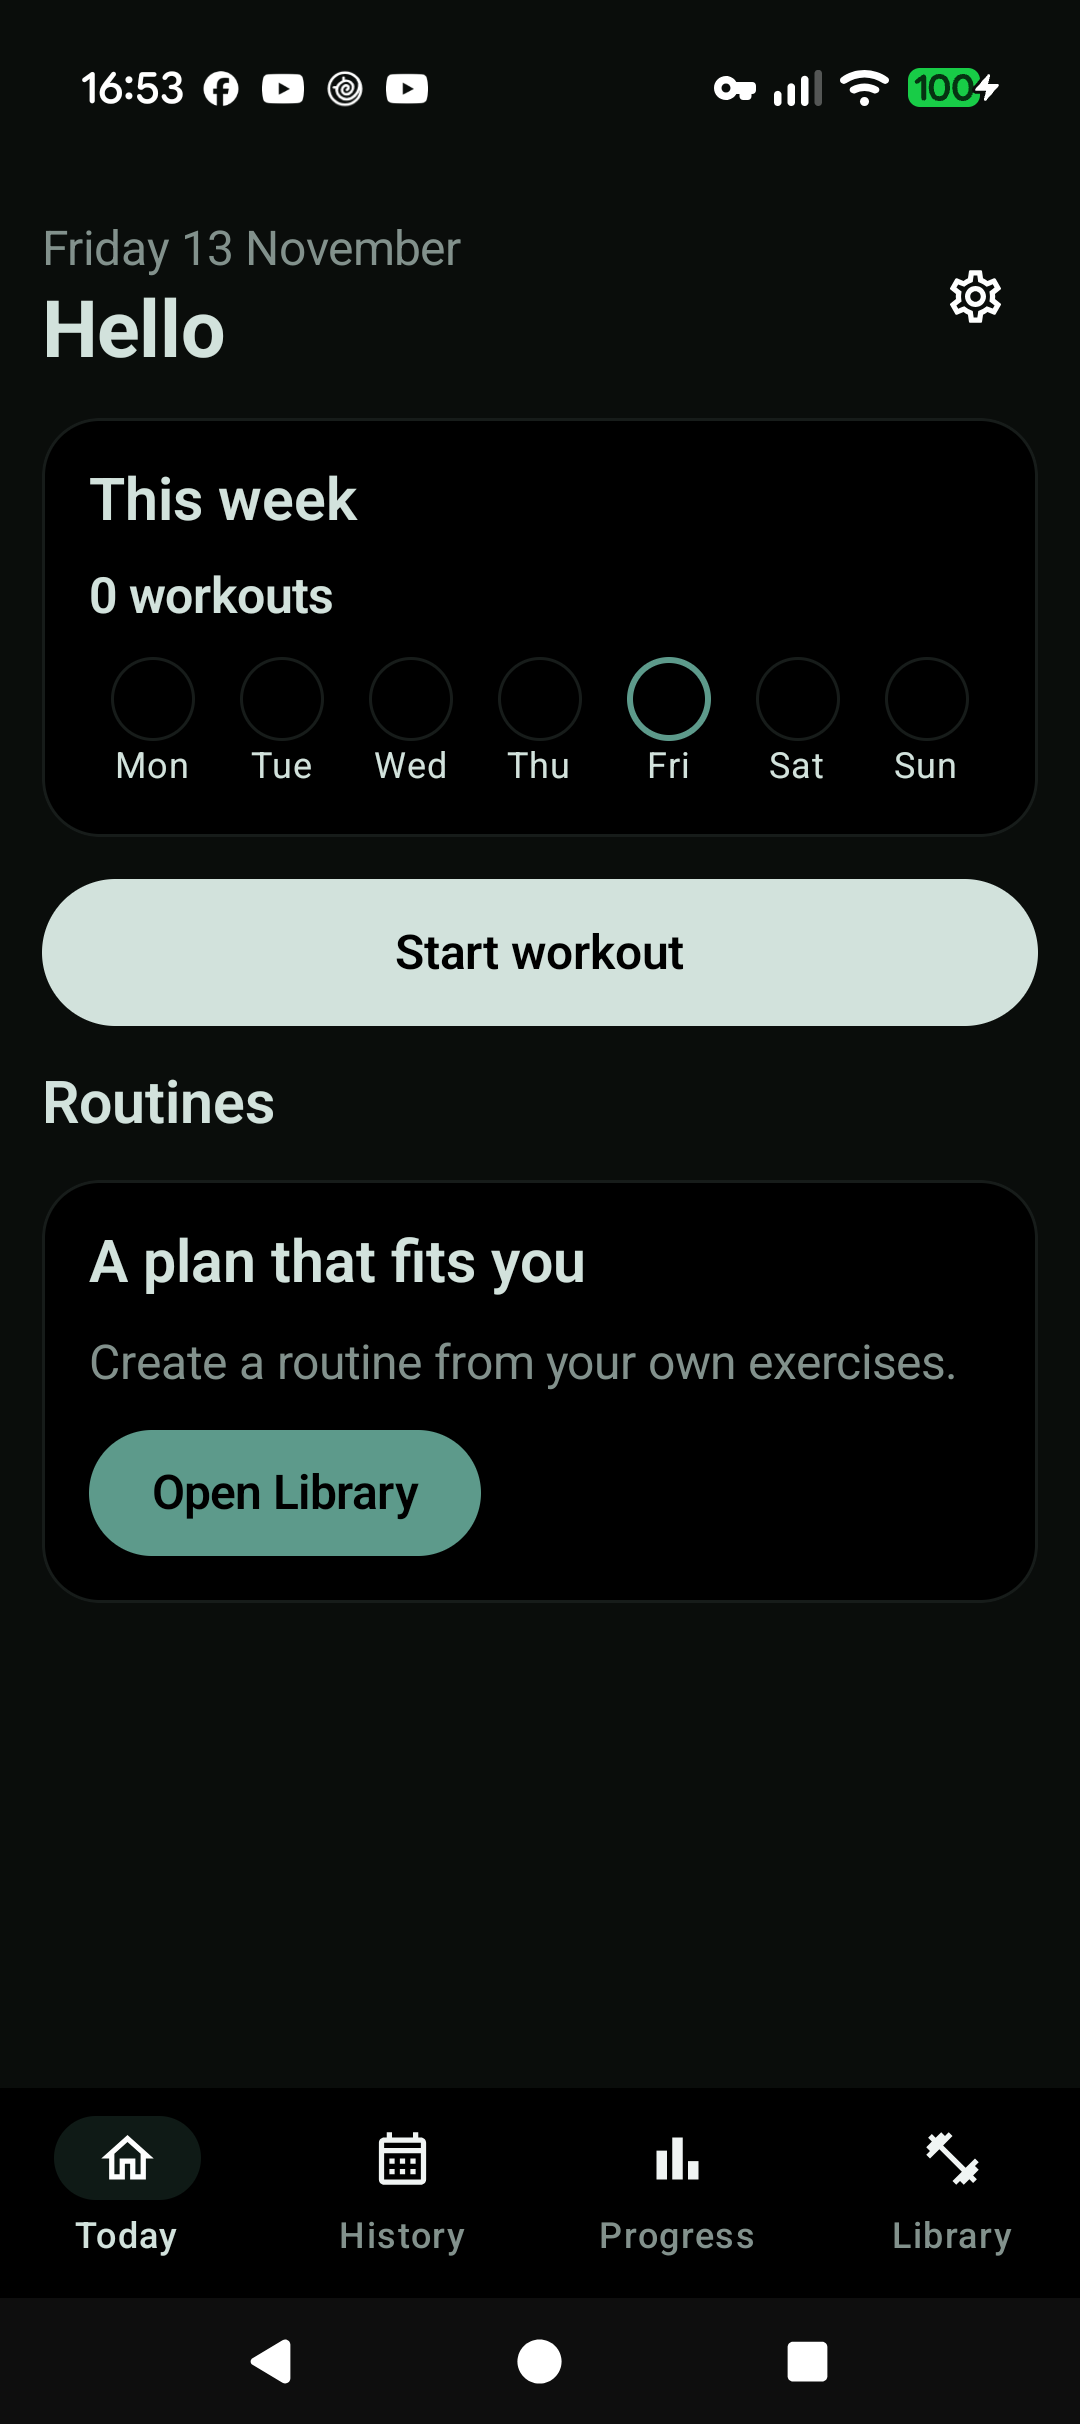 16:53
100
Friday 13 November
Hello
This week
0 workouts
Mon Tue Wed Thu Fri Sat Sun
Start workout
Routines
A plan that fits you
Create a routine from your own exercises.
Open Library
Today History Progress Library